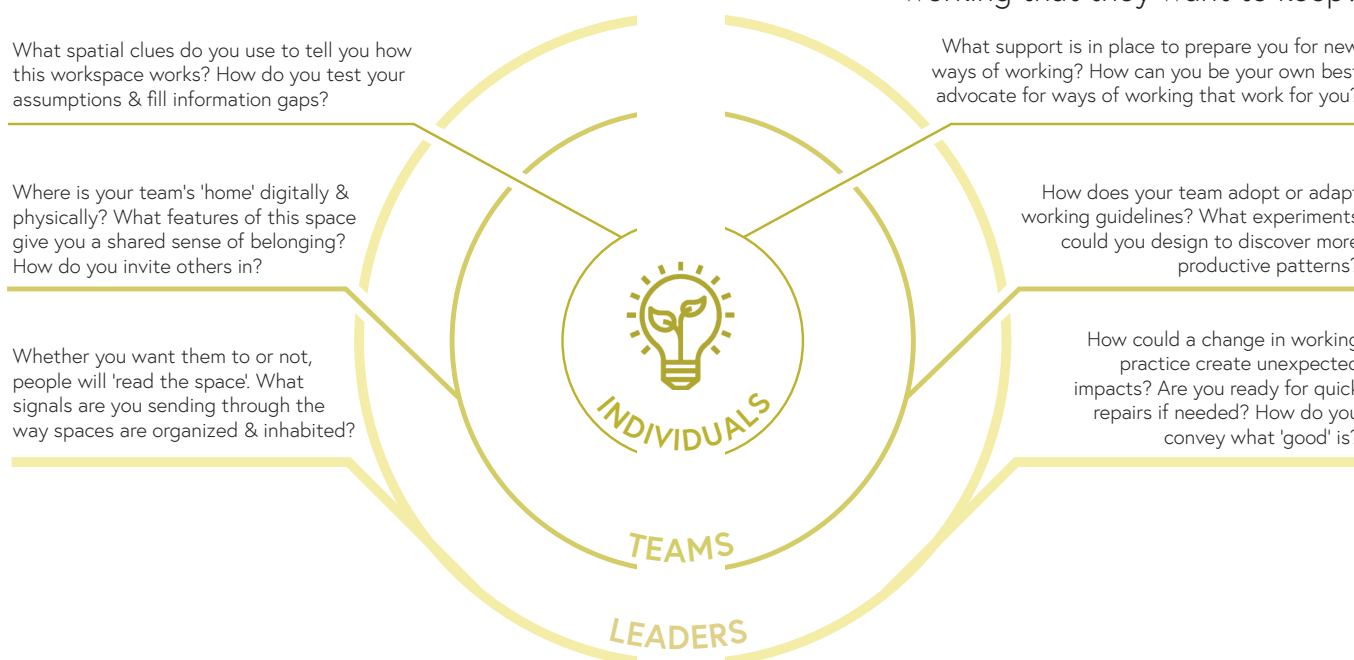 working that they want to keep?
What spatial clues do you use to tell you how
this workspace works? How do you test your
assumptions & fill information gaps?
What support is in place to prepare you for new
ways of working? How can you be your own best
advocate for ways of working that work for you?
Where is your team's 'home' digitally &
physically? What features of this space
give you a shared sense of belonging?
How do you invite others in?
How does your team adopt or adapt
working guidelines? What experiments
could you design to discover more
productive patterns?
Whether you want them to or not,
people will 'read the space'. What
signals are you sending through the
way spaces are organized & inhabited?
How could a change in working
practice create unexpected
impacts? Are you ready for quick
repairs if needed? How do you
convey what 'good' is?
INDIVIDUALS
TEAMS
LEADERS